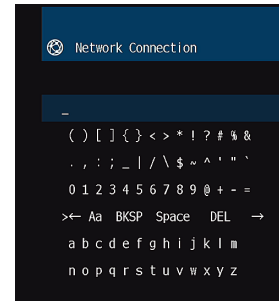 Network Connection
_
( ) [ ] { } < > * ! ? # % &
. , : ; _ | / \ $ ~ ^ ' " `
0 1 2 3 4 5 6 7 8 9 @ + - =
>← Aa BKSP Space DEL →
a b c d e f g h i j k l m
n o p q r s t u v w x y z